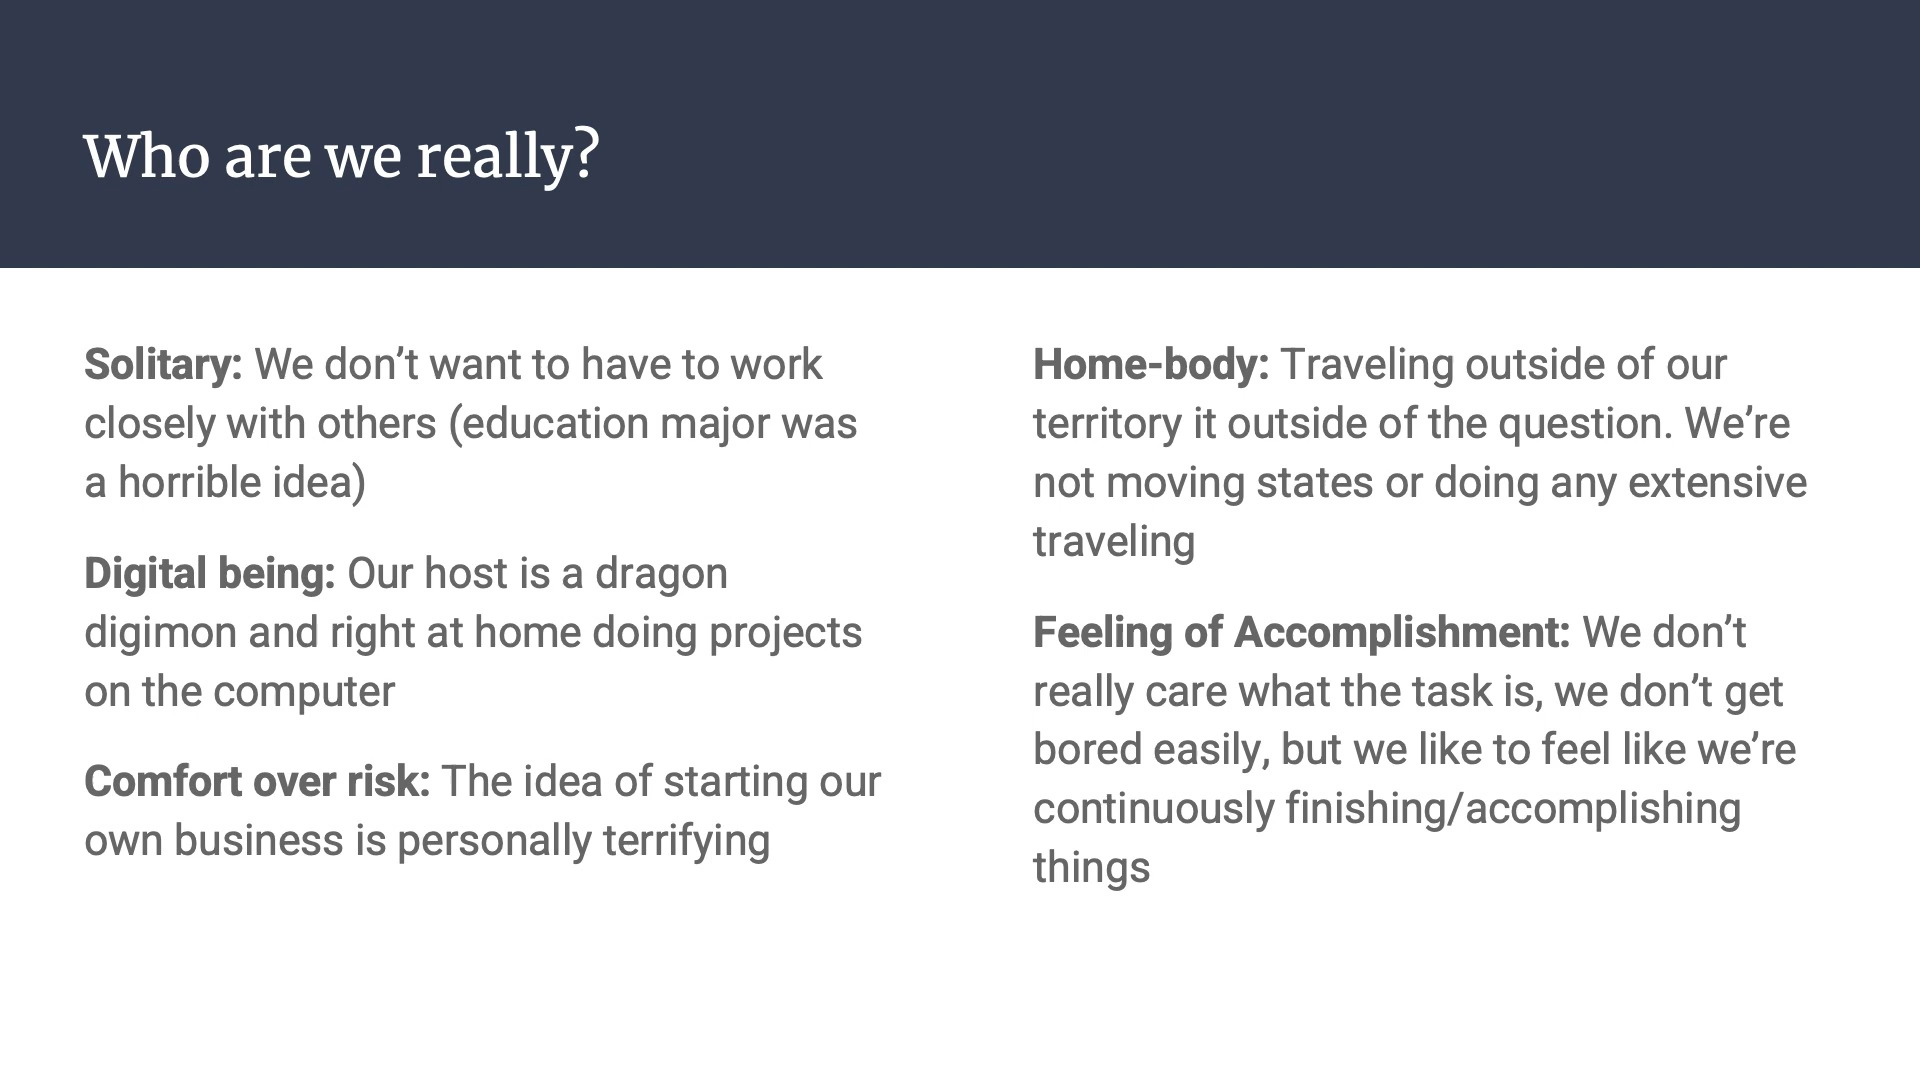 Who are we really?
Solitary: We don’t want to have to work
closely with others (education major was
a horrible idea)
Digital being: Our host is a dragon
digimon and right at home doing projects
on the computer
Comfort over risk: The idea of starting our
own business is personally terrifying
Home-body: Traveling outside of our
territory it outside of the question. We’re
not moving states or doing any extensive
traveling
Feeling of Accomplishment: We don’t
really care what the task is, we don’t get
bored easily, but we like to feel like we’re
continuously finishing/accomplishing
things